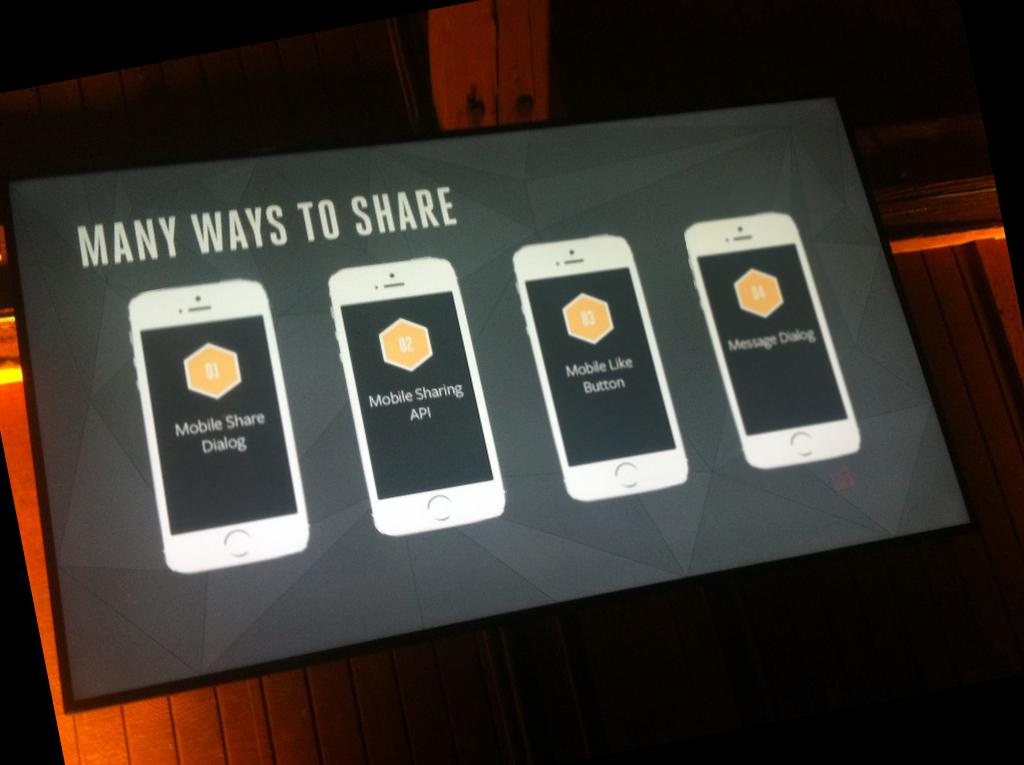 MANY WAYS TO SHARE
01
Mobile Share
Dialog
02
Mobile Sharing
API
03
Mobile Like
Button
04
Message Dialog